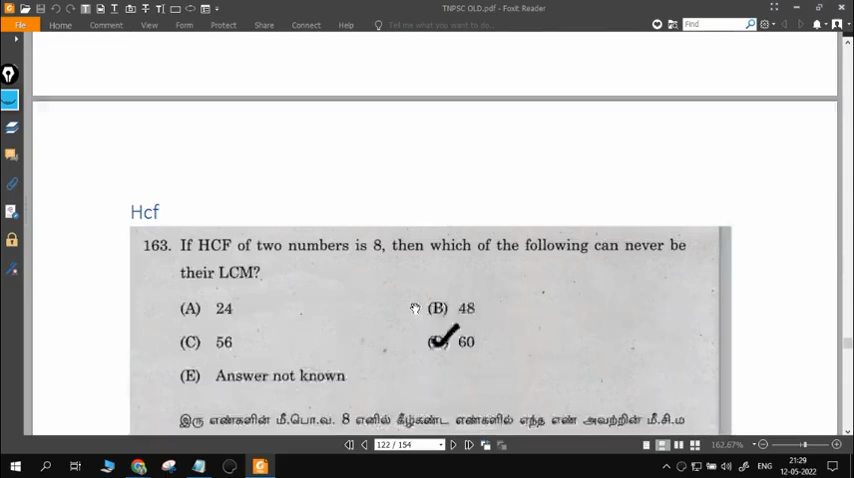 TNPSC OLD.pdf - Foxit Reader
File Home Comment View Form Protect Share Connect Help Tell me what you want to do... Find
Hcf
163. If HCF of two numbers is 8, then which of the following can never be
their LCM?
(A) 24 (B) 48
(C) 56 60
(E) Answer not known
இரு எண்களின் மீ.பொ.வ. 8 எனில் கீழ்கண்ட எண்களில் எந்த எண் அவற்றின் மீ.சி.ம
122 / 154 162.67%
ENG 21:29
12-05-2022